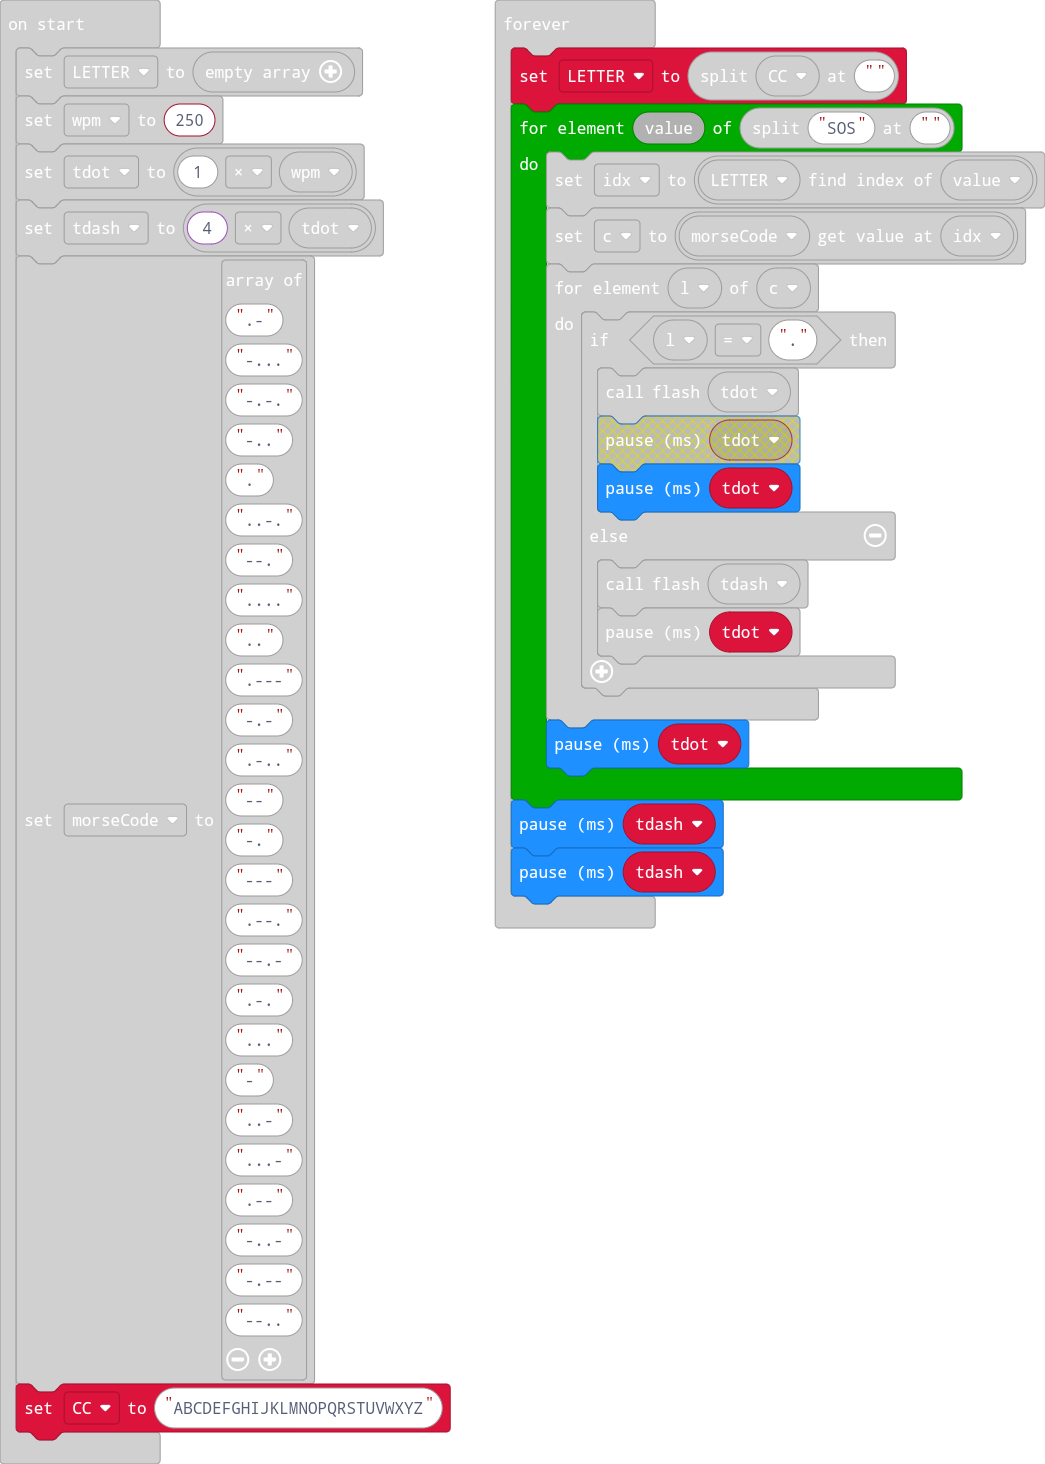 on start
set LETTER to empty array
set wpm to 250
set tdot to 1 × wpm
set tdash to 4 × tdot
array of
".-"
"-..."
"-.-."
"-.."
"."
"..-."
"--."
"...."
".."
".---"
"-.-"
".-.."
"--"
"-."
set morseCode to
"---"
".--."
"--.-"
".-."
"..."
"-"
"..-"
"...-"
".--"
"-..-"
"-.--"
"--.."
set CC to "ABCDEFGHIJKLMNOPQRSTUVWXYZ"
forever
set LETTER to split CC at ""
for element value of split "SOS" at ""
do
set idx to LETTER find index of value
set c to morseCode get value at idx
for element l of c
do
if l = "." then
call flash tdot
pause (ms) tdot
pause (ms) tdot
else
call flash tdash
pause (ms) tdot
pause (ms) tdot
pause (ms) tdash
pause (ms) tdash